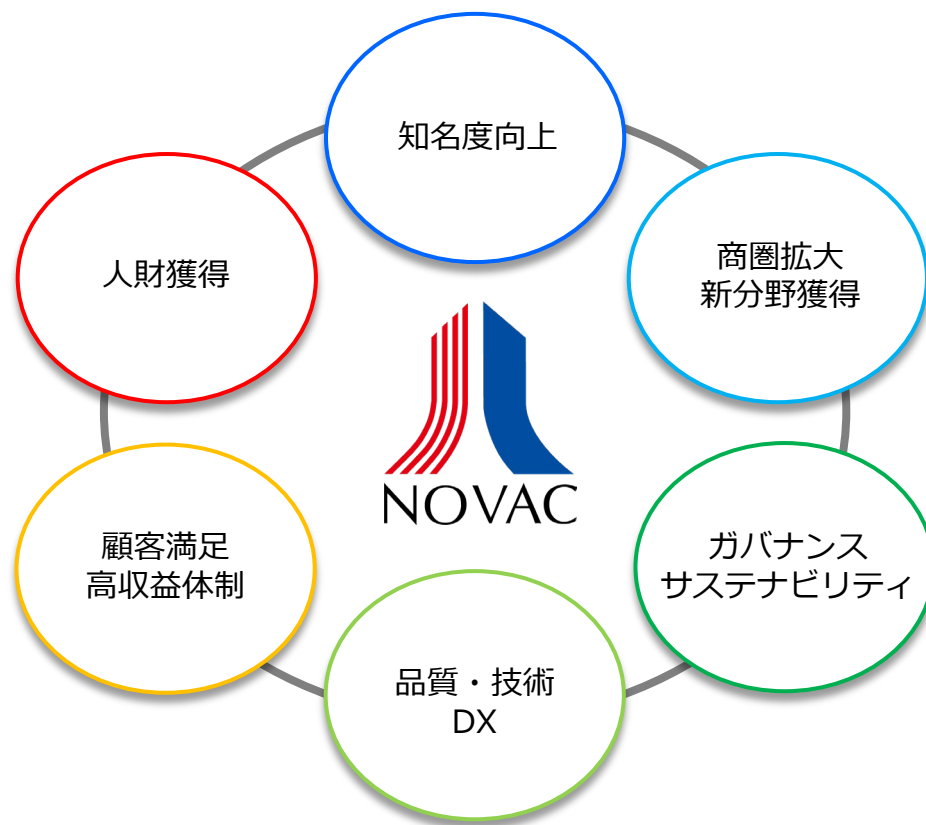 知名度向上
人財獲得
商圏拡大
新分野獲得
NOVAC
顧客満足
高収益体制
ガバナンス
サステナビリティ
品質・技術
DX